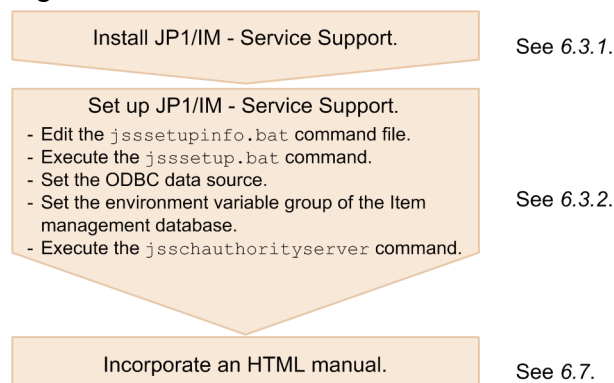 Install JP1/IM - Service Support.
See 6.3.1.
Set up JP1/IM - Service Support.
- Edit the jsssetupinfo.bat command file.
- Execute the jsssetup.bat command.
- Set the ODBC data source.
- Set the environment variable group of the Item
management database.
- Execute the jsschauthorityserver command.
See 6.3.2.
Incorporate an HTML manual.
See 6.7.